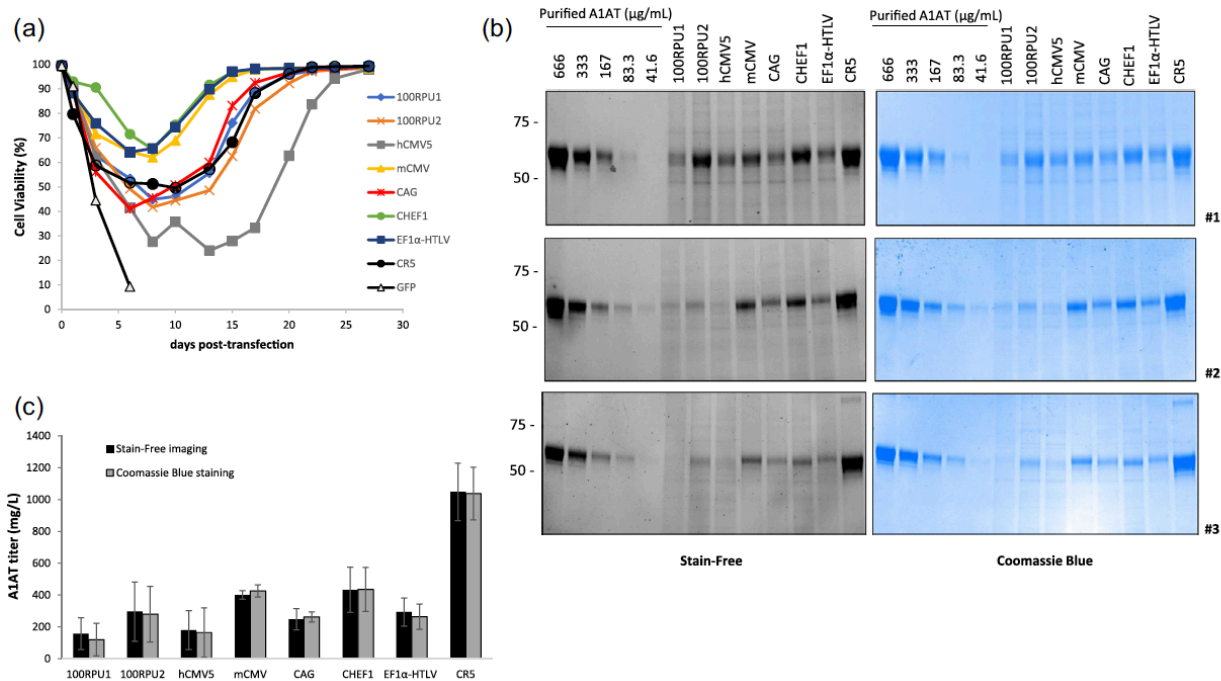 (a)
100
90
80
70
60
50
40
30
20
10
0
Cell Viability (%)
0 5 10 15 20 25 30
days post-transfection
100RPU1
100RPU2
hCMV5
mCMV
CAG
CHEF1
EF1α-HTLV
CR5
GFP
(b)
Purified A1AT (μg/mL)
666 333 167 83.3 41.6 100RPU1 100RPU2 hCMV5 mCMV CAG CHEF1 EF1α-HTLV CR5
Purified A1AT (μg/mL)
666 333 167 83.3 41.6 100RPU1 100RPU2 hCMV5 mCMV CAG CHEF1 EF1α-HTLV CR5
75 -
50 -
#1
75 -
50 -
#2
75 -
50 -
#3
Stain-Free
Coomassie Blue
(c)
1400
1200
1000
800
600
400
200
0
A1AT titer (mg/L)
Stain-Free imaging
Coomassie Blue staining
100RPU1 100RPU2 hCMV5 mCMV CAG CHEF1 EF1α-HTLV CR5